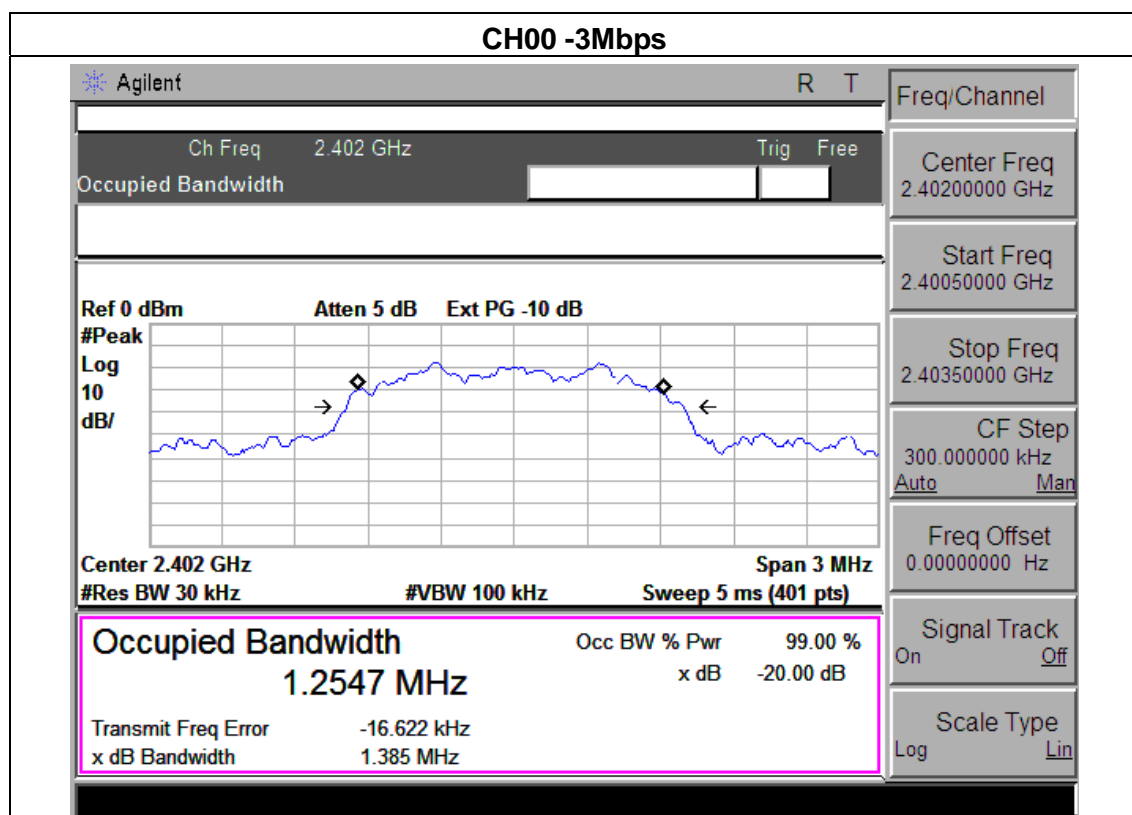 CH00 -3Mbps
Agilent R T
Ch Freq 2.402 GHz Trig Free
Occupied Bandwidth
Ref 0 dBm Atten 5 dB Ext PG -10 dB
#Peak
Log
10
dB/
Center 2.402 GHz Span 3 MHz
#Res BW 30 kHz #VBW 100 kHz Sweep 5 ms (401 pts)
Occupied Bandwidth Occ BW % Pwr 99.00 %
1.2547 MHz x dB -20.00 dB
Transmit Freq Error -16.622 kHz
x dB Bandwidth 1.385 MHz
Freq/Channel
Center Freq
2.40200000 GHz
Start Freq
2.40050000 GHz
Stop Freq
2.40350000 GHz
CF Step
300.000000 kHz
Auto Man
Freq Offset
0.00000000 Hz
Signal Track
On Off
Scale Type
Log Lin